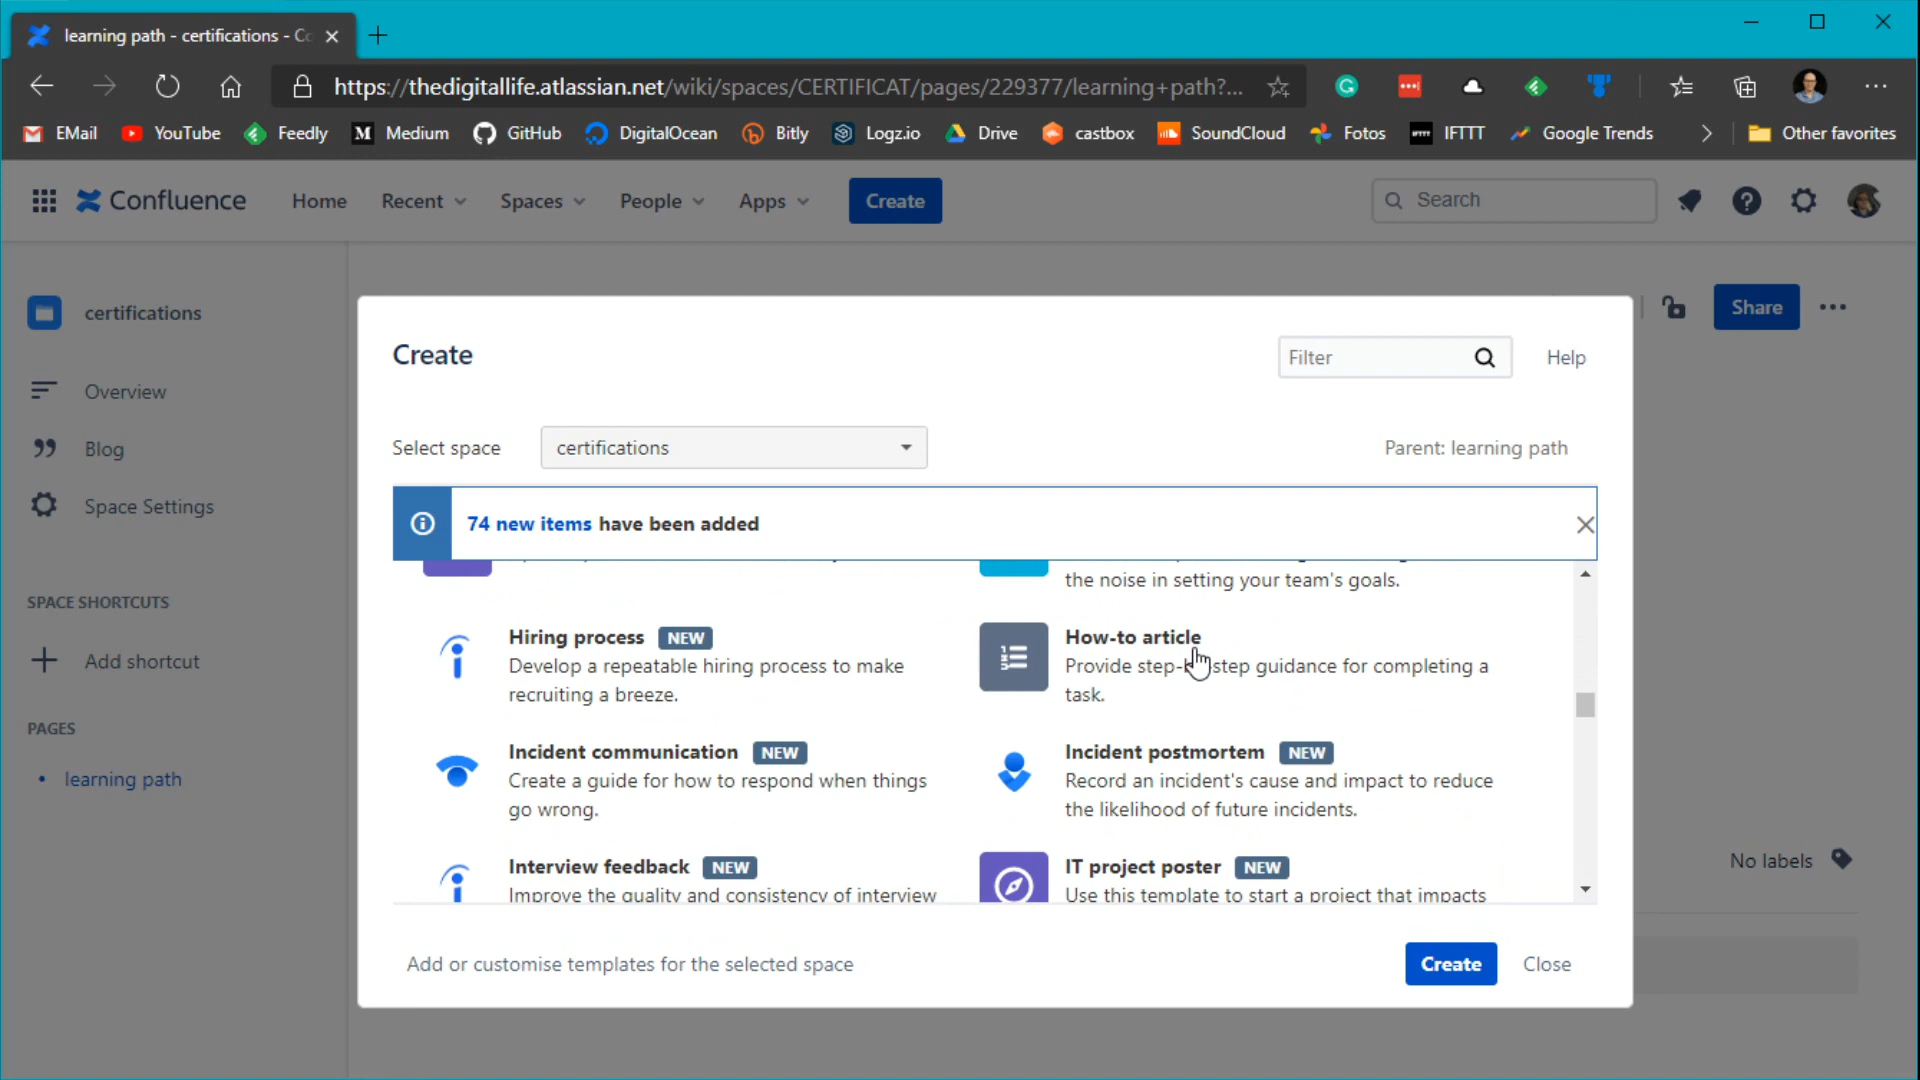 learning path - certifications - Co
https://thedigitallife.atlassian.net/wiki/spaces/CERTIFICAT/pages/229377/learning+path?...
EMail YouTube Feedly Medium GitHub DigitalOcean Bitly Logz.io Drive castbox SoundCloud Fotos IFTTT Google Trends Other favorites
Confluence Home Recent Spaces People Apps Create Search
certifications
Share
Overview
Blog
Space Settings
SPACE SHORTCUTS
Add shortcut
PAGES
learning path
Create
Filter
Help
Select space certifications Parent: learning path
74 new items have been added
the noise in setting your team's goals.
Hiring process NEW
Develop a repeatable hiring process to make
recruiting a breeze.
How-to article
Provide step-by-step guidance for completing a
task.
Incident communication NEW
Create a guide for how to respond when things
go wrong.
Incident postmortem NEW
Record an incident's cause and impact to reduce
the likelihood of future incidents.
Interview feedback NEW
Improve the quality and consistency of interview
IT project poster NEW
Use this template to start a project that impacts
Add or customise templates for the selected space
Create Close
No labels